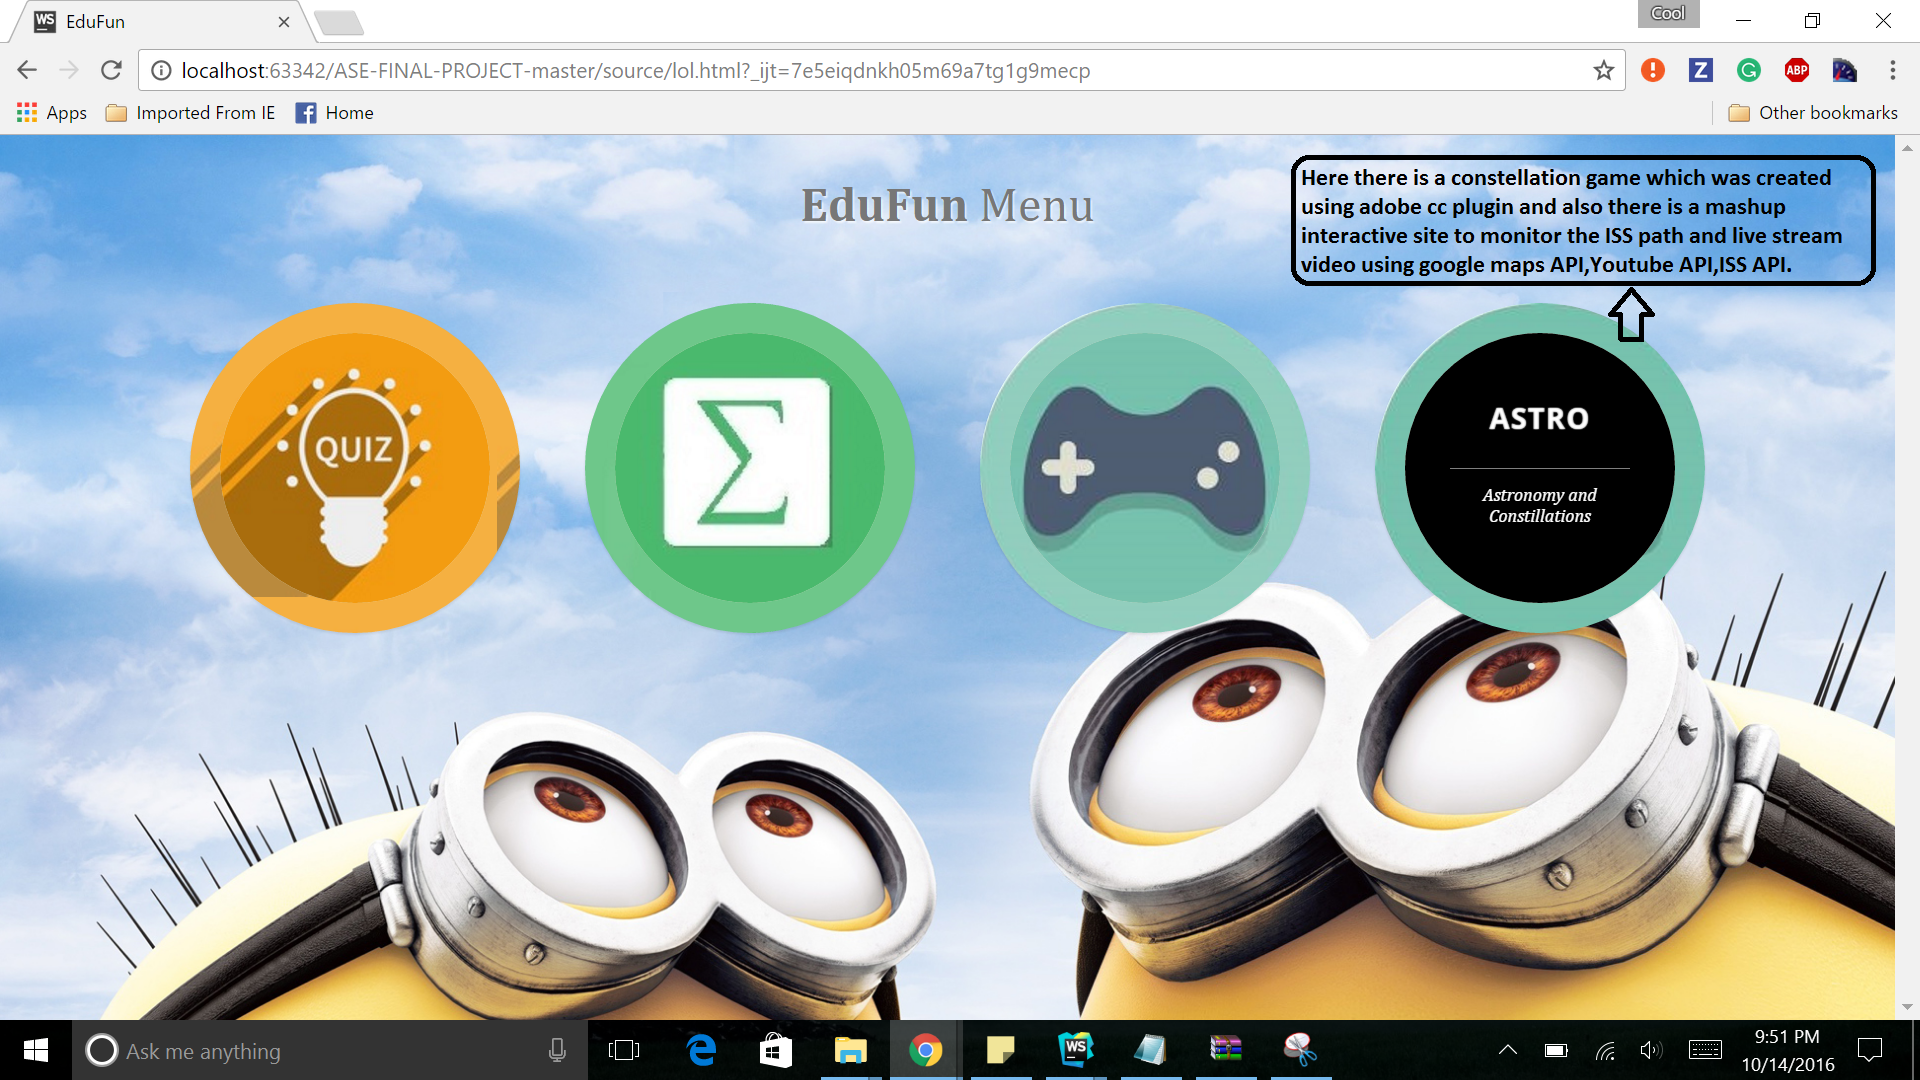 WS EduFun
Cool
localhost:63342/ASE-FINAL-PROJECT-master/source/lol.html?_ijt=7e5eiqdnkh05m69a7tg1g9mecp
Z
G
ABP
Apps
Imported From IE
Home
Other bookmarks
EduFun Menu
Here there is a constellation game which was created
using adobe cc plugin and also there is a mashup
interactive site to monitor the ISS path and live stream
video using google maps API,Youtube API,ISS API.
QUIZ
Σ
ASTRO
Astronomy and
Constillations
Ask me anything
WS
9:51 PM
10/14/2016